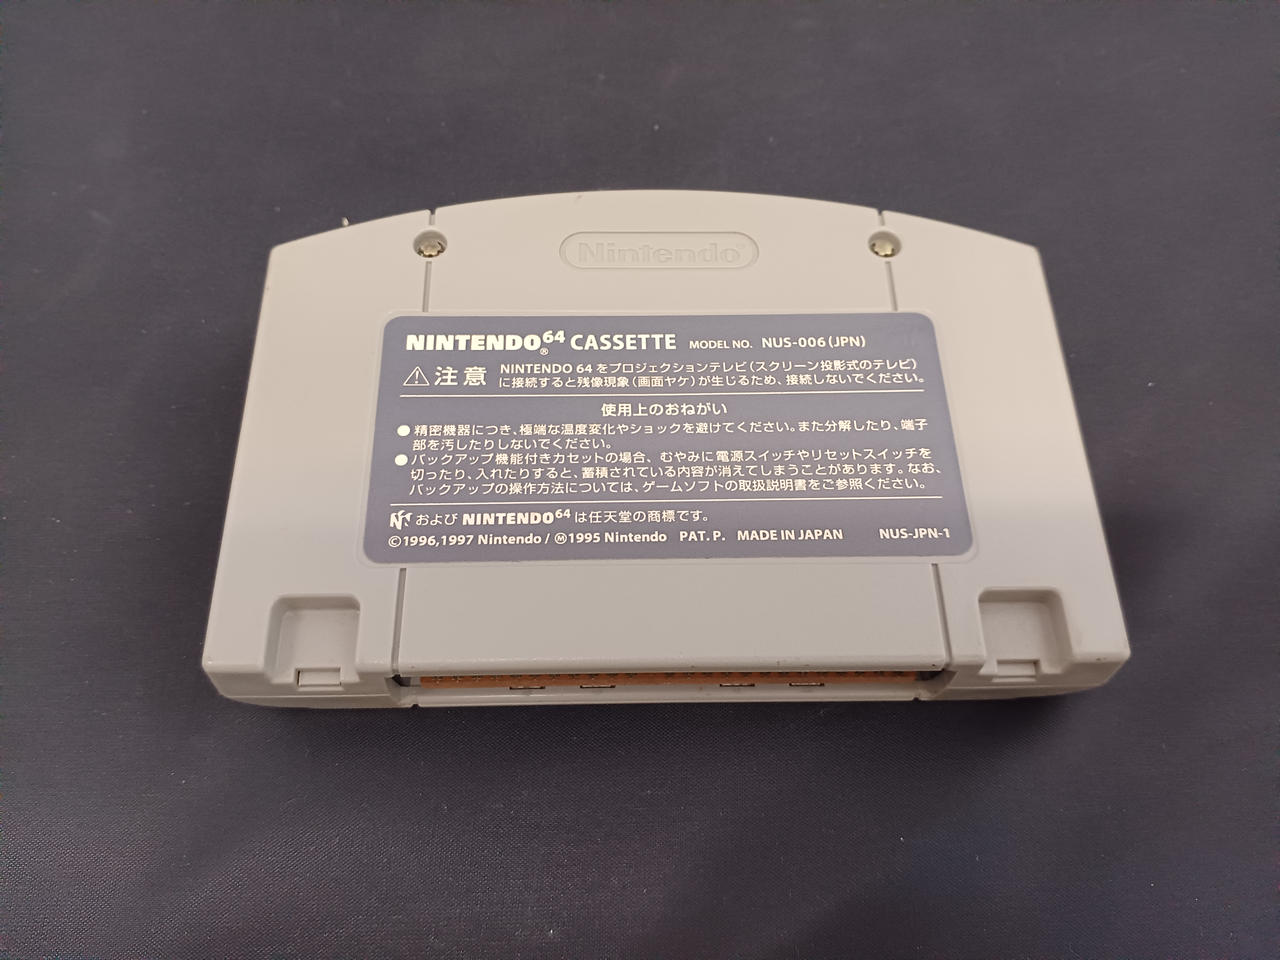 Nintendo®
NINTENDO64® CASSETTE MODEL NO. NUS-006(JPN)
注意 NINTENDO 64をプロジェクションテレビ(スクリーン投影式のテレビ)
に接続すると残像現象(画面ヤケ)が生じるため、接続しないでください。
使用上のおねがい
●精密機器につき、極端な温度変化やショックを避けてください。また分解したり、端子
部を汚したりしないでください。
●バックアップ機能付きカセットの場合、むやみに電源スイッチやリセットスイッチを
切ったり、入れたりすると、蓄積されている内容が消えてしまうことがあります。なお、
バックアップの操作方法については、ゲームソフトの取扱説明書をご参照ください。
および NINTENDO64 は任天堂の商標です。
©1996,1997 Nintendo / Ⓜ1995 Nintendo PAT. P. MADE IN JAPAN NUS-JPN-1